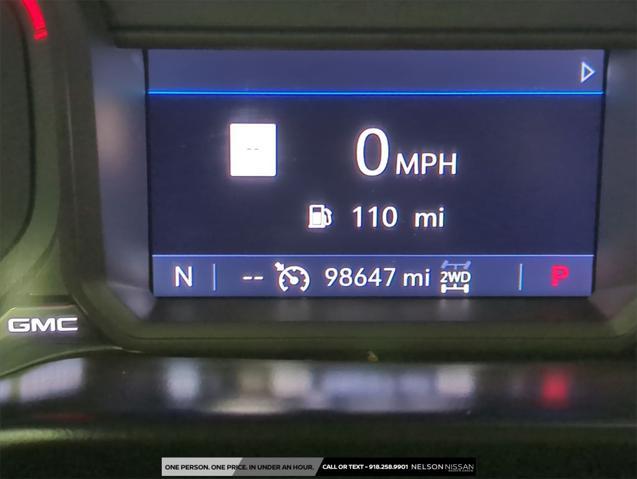 --
0 MPH
110 mi
N -- 98647 mi 2WD P
GMC
ONE PERSON. ONE PRICE. IN UNDER AN HOUR. CALL OR TEXT - 918.258.9901 NELSON NISSAN